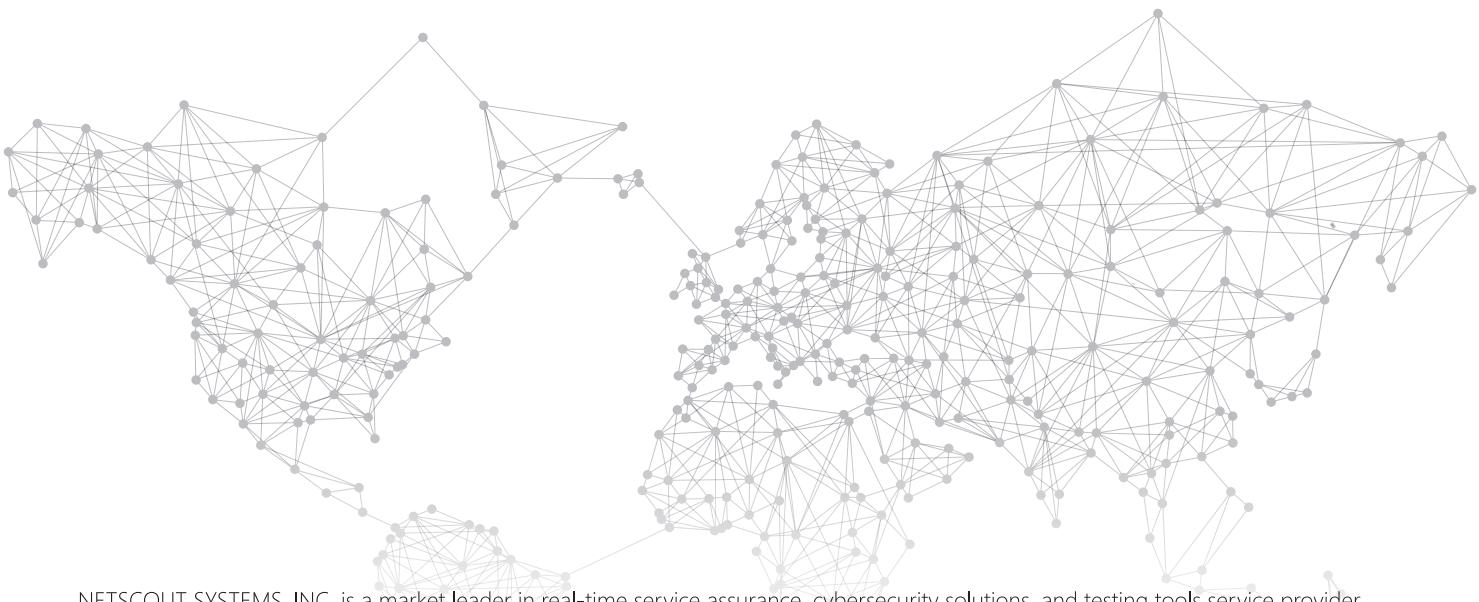 NETSCOUT SYSTEMS, INC. is a market leader in real-time service assurance, cybersecurity solutions, and testing tools service provider